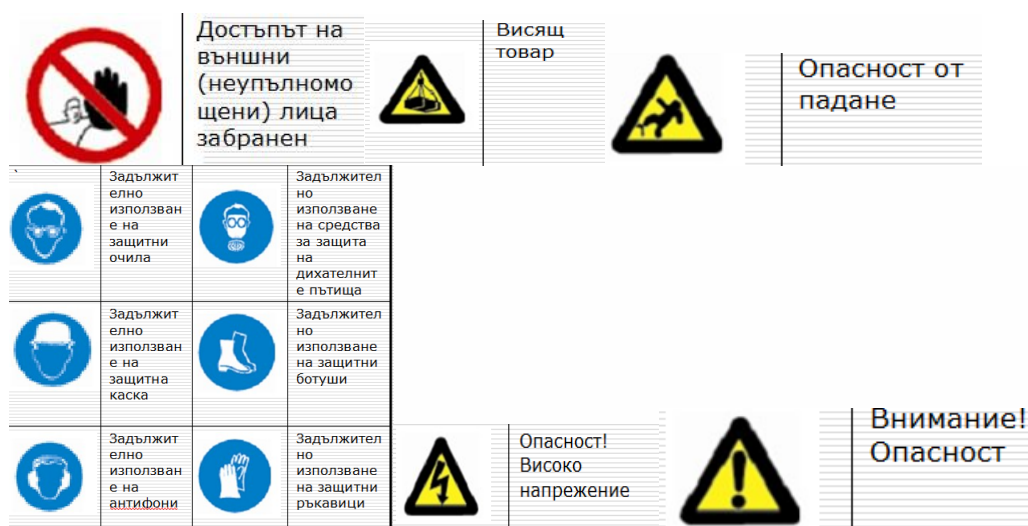 Достъпът на
външни
(неупълномо
щени) лица
забранен
Висящ
товар
Опасност от
падане
`
Задължит
елно
използван
е на
защитни
очила
Задължител
но
използване
на средства
за защита
на
дихателнит
е пътища
Задължит
елно
използван
е на
защитна
каска
Задължител
но
използване
на защитни
ботуши
Задължит
елно
използван
е на
антифони
Задължител
но
използване
на защитни
ръкавици
Опасност!
Високо
напрежение
Внимание!
Опасност